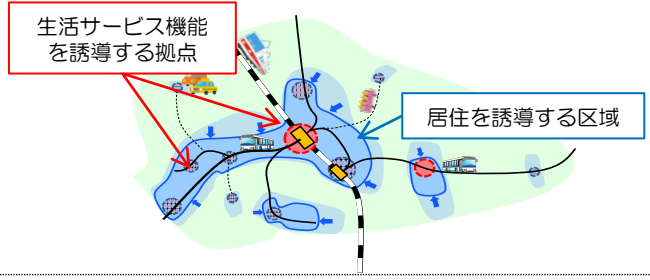 生活サービス機能
を誘導する拠点
居住を誘導する区域